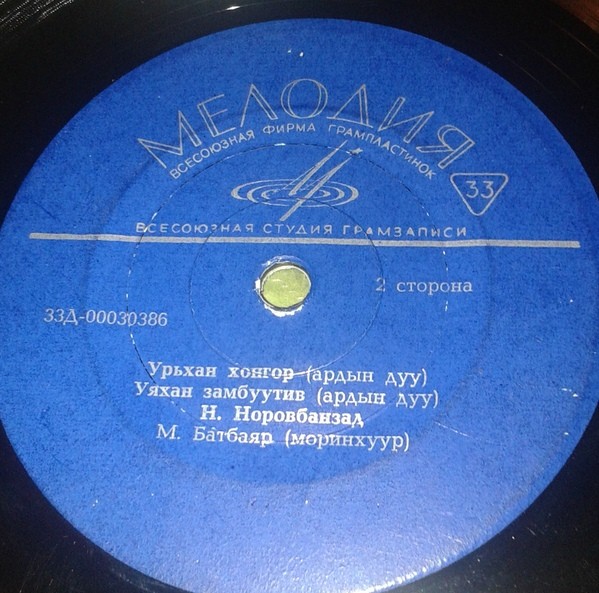 МЕЛОДИЯ
ВСЕСОЮЗНАЯ ФИРМА ГРАМПЛАСТИНОК
33
ВСЕСОЮЗНАЯ СТУДИЯ ГРАМЗАПИСИ
2 сторона
33Д-00030386
Урьхан хонгор (ардын дуу)
Уяхан замбуутив (ардын дуу)
Н. Норовбанзад
М. Батбаяр (моринхуур)